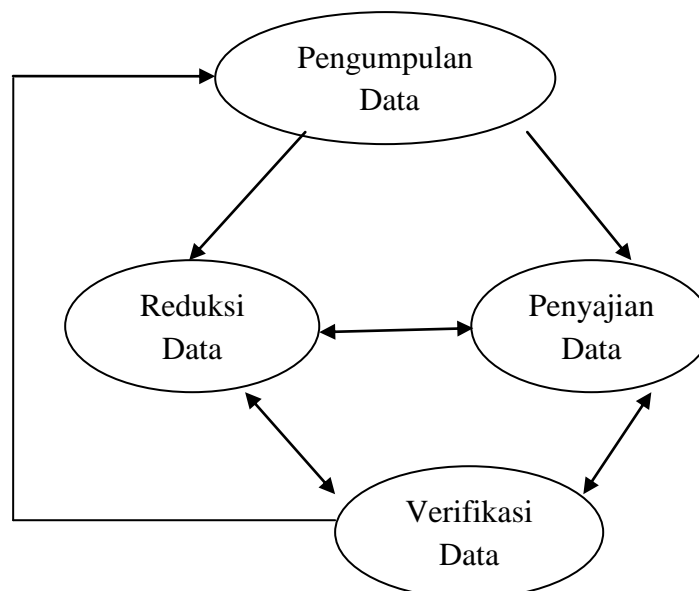 Pengumpulan
Data
Reduksi
Data
Penyajian
Data
Verifikasi
Data